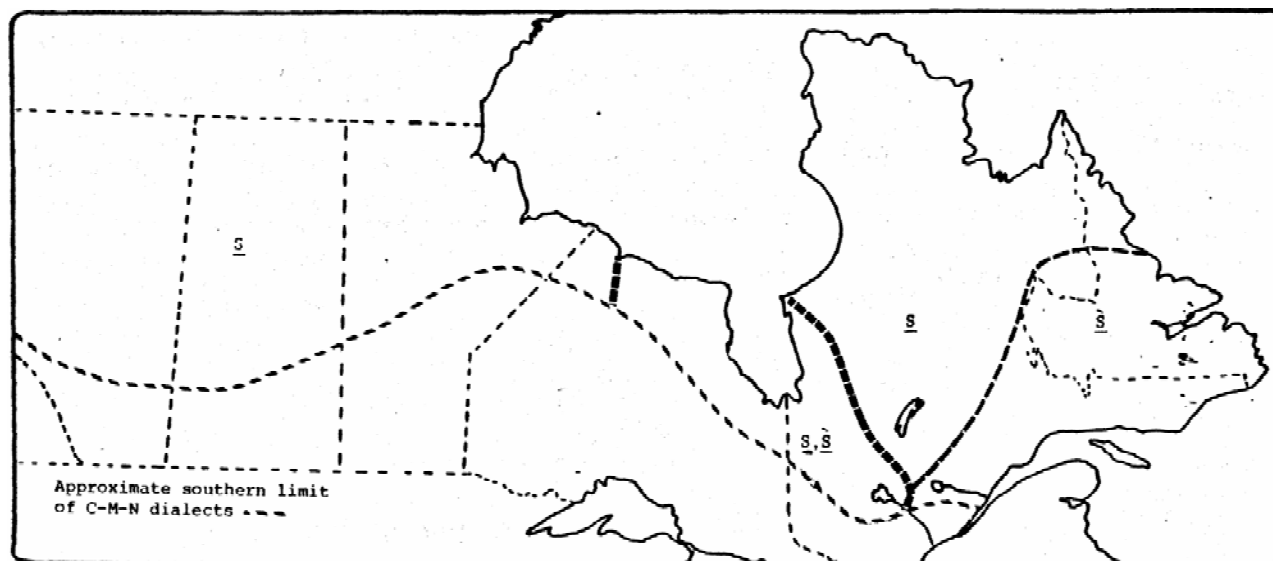 s
s
š
s,š
Approximate southern limit
of C-M-N dialects ---